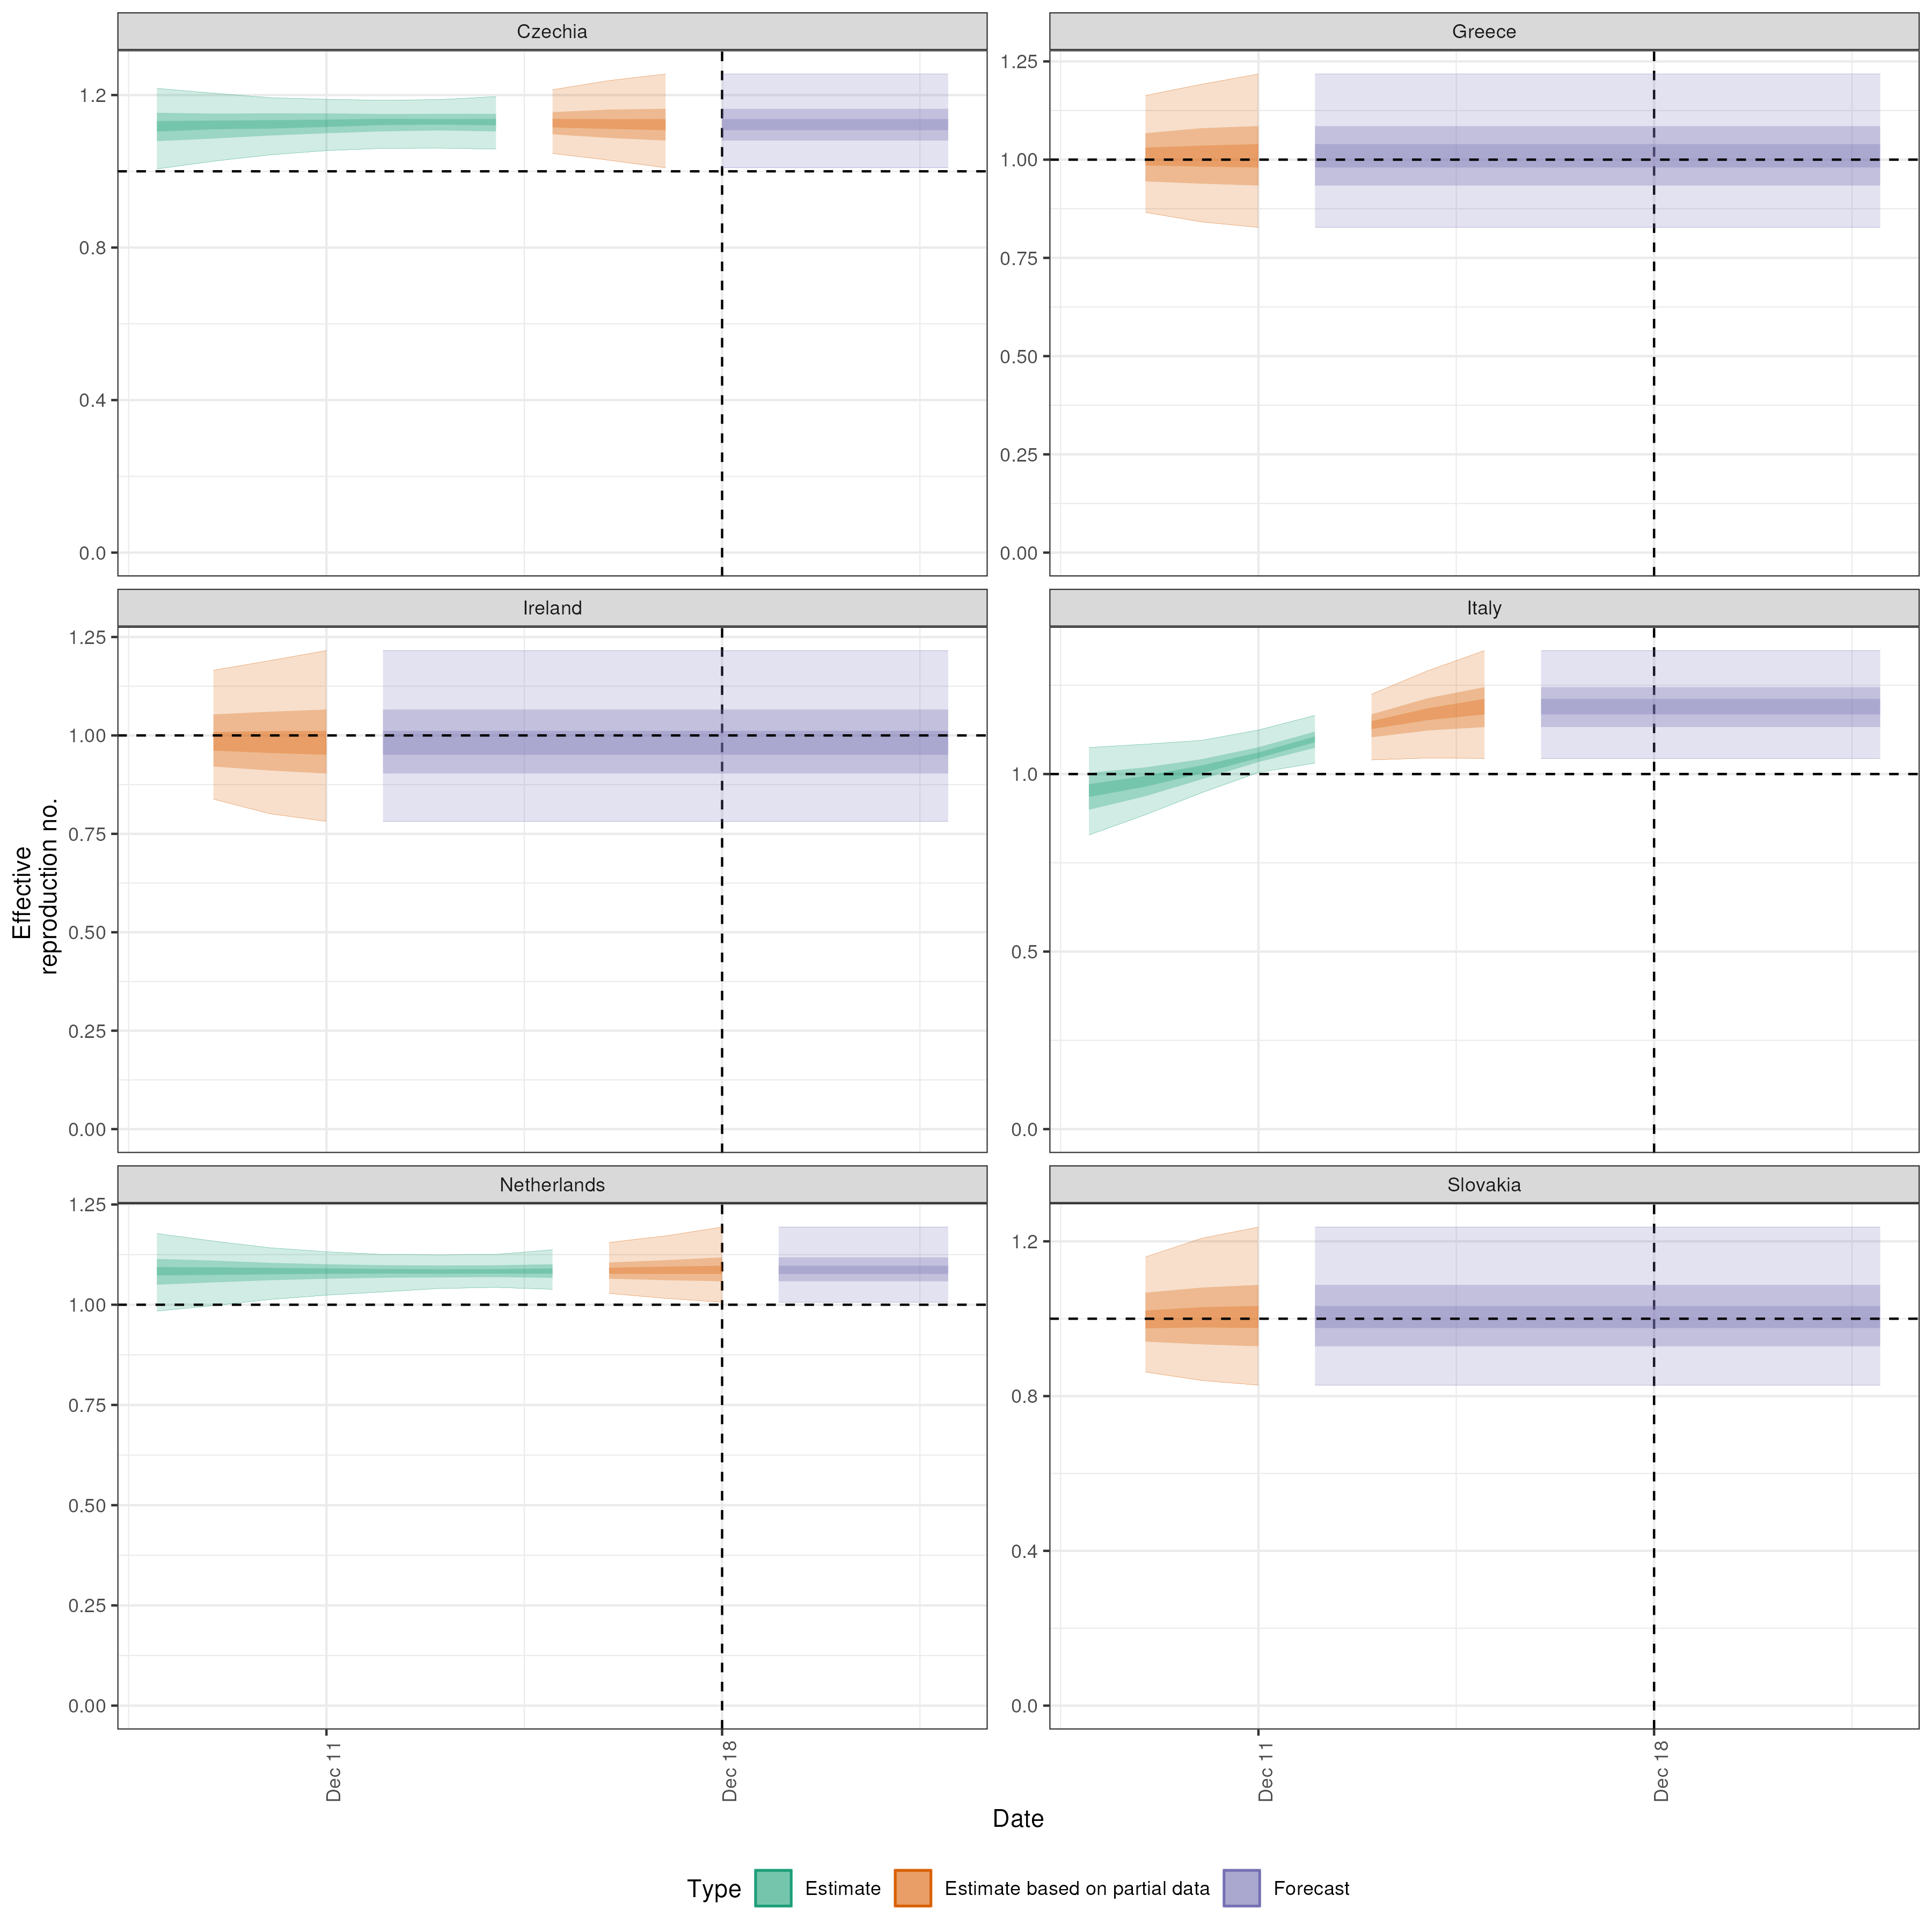 Czechia
Greece
1.2
0.8
0.4
0.0
1.25
1.00
0.75
0.50
0.25
0.00
Ireland
Italy
1.25
1.00
0.75
0.50
0.25
0.00
1.0
0.5
0.0
Effective
reproduction no.
Netherlands
Slovakia
1.25
1.00
0.75
0.50
0.25
0.00
1.2
0.8
0.4
0.0
Dec 11
Dec 18
Dec 11
Dec 18
Date
Type
Estimate
Estimate based on partial data
Forecast